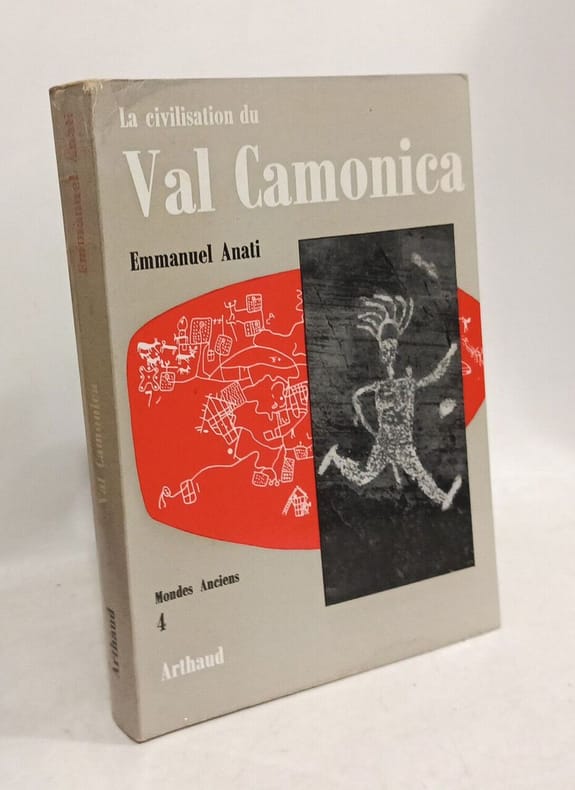 La civilisation du
Val Camonica
Emmanuel Anati
Mondes Anciens
4
Arthaud
Emmanuel Anati
Val Camonica
Arthaud